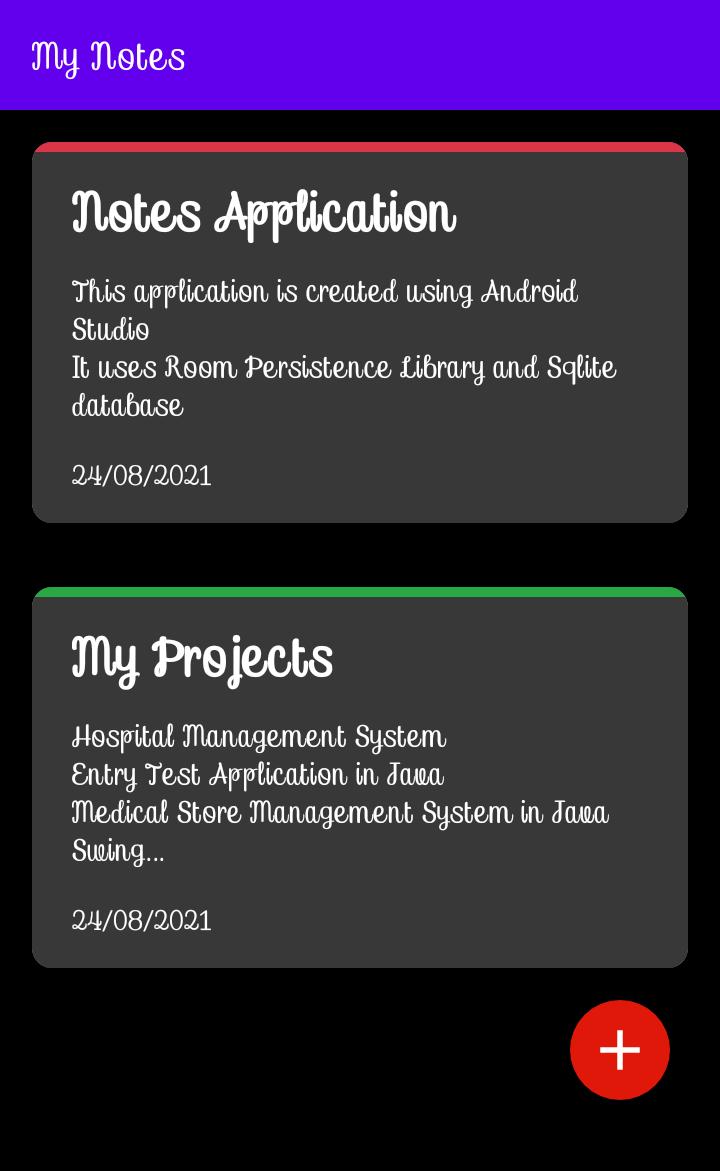 My Notes
Notes Application
This application is created using Android
Studio
It uses Room Persistence Library and Sqlite
database
24/08/2021
My Projects
Hospital Management System
Entry Test Application in Java
Medical Store Management System in Java
Swing...
24/08/2021